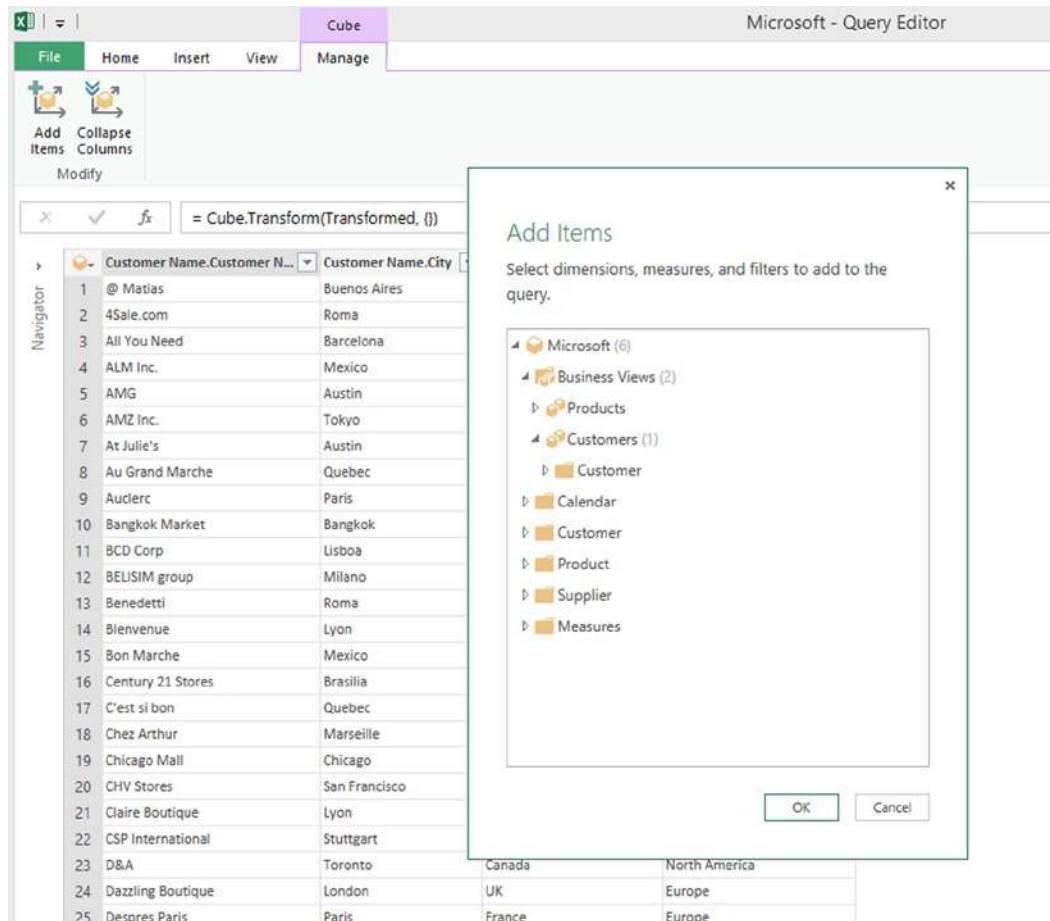 Cube
Microsoft - Query Editor
File Home Insert View Manage
Add Items
Collapse Columns
Modify
fx = Cube.Transform(Transformed, {})
Navigator
Customer Name.Customer N... Customer Name.City
1 @ Matias Buenos Aires
2 4Sale.com Roma
3 All You Need Barcelona
4 ALM Inc. Mexico
5 AMG Austin
6 AMZ Inc. Tokyo
7 At Julie's Austin
8 Au Grand Marche Quebec
9 Auclerc Paris
10 Bangkok Market Bangkok
11 BCD Corp Lisboa
12 BELISIM group Milano
13 Benedetti Roma
14 Bienvenue Lyon
15 Bon Marche Mexico
16 Century 21 Stores Brasilia
17 C'est si bon Quebec
18 Chez Arthur Marseille
19 Chicago Mall Chicago
20 CHV Stores San Francisco
21 Claire Boutique Lyon
22 CSP International Stuttgart
23 D&A Toronto Canada North America
24 Dazzling Boutique London UK Europe
25 Despres Paris Paris France Europe
Add Items
Select dimensions, measures, and filters to add to the
query.
Microsoft (6)
Business Views (2)
Products
Customers (1)
Customer
Calendar
Customer
Product
Supplier
Measures
OK Cancel